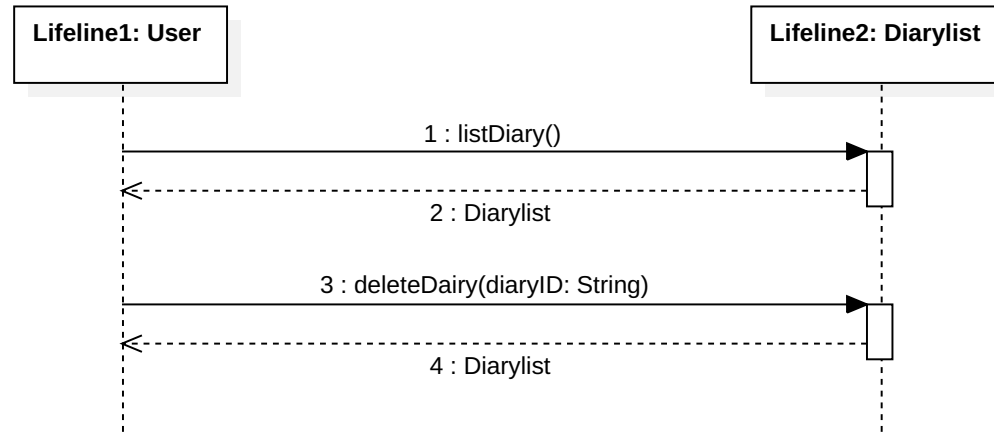 Lifeline1: User
Lifeline2: Diarylist
1 : listDiary()
2 : Diarylist
3 : deleteDairy(diaryID: String)
4 : Diarylist